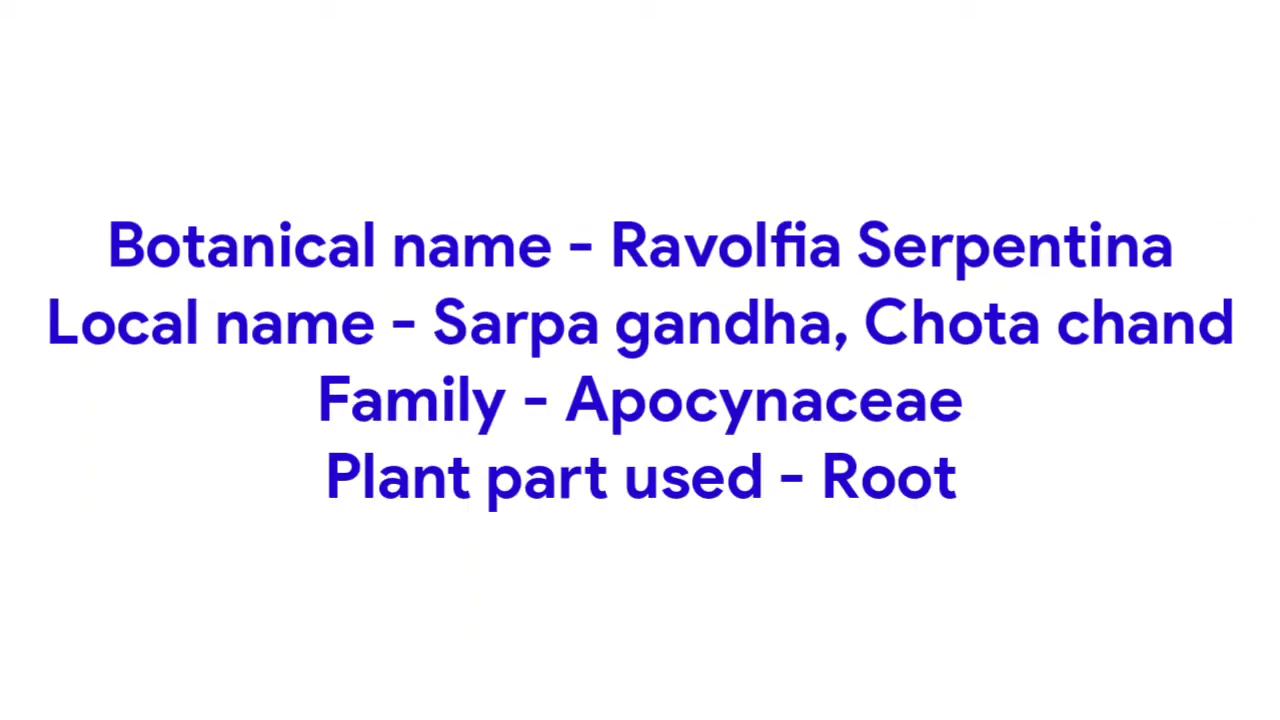 Botanical name - Ravolfia Serpentina
Local name - Sarpa gandha, Chota chand
Family - Apocynaceae
Plant part used - Root